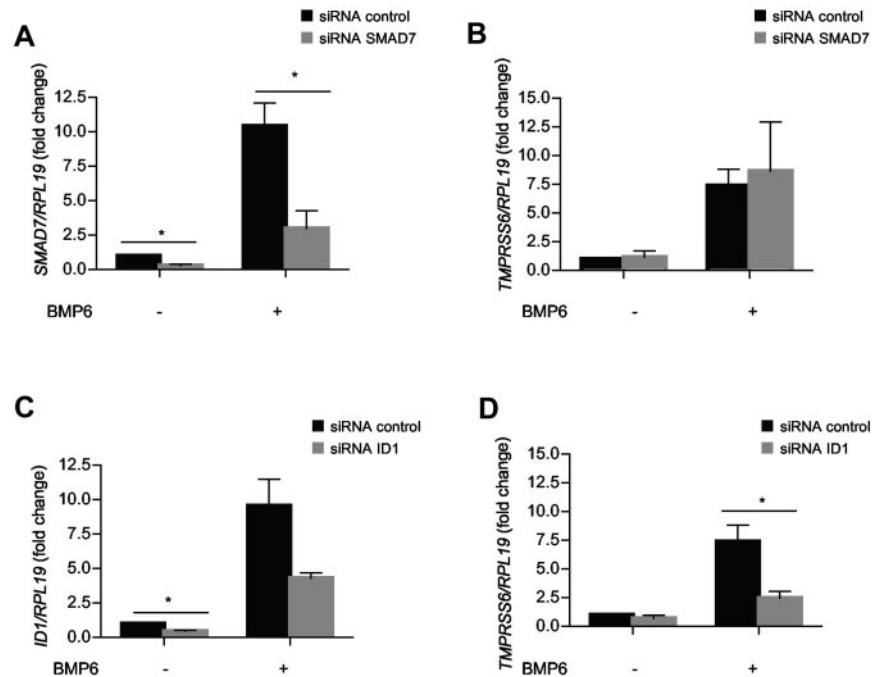 A
siRNA control
siRNA SMAD7
SMAD7/RPL19 (fold change)
12.5
10.0
7.5
5.0
2.5
0.0
*
*
BMP6
-
+
B
siRNA control
siRNA SMAD7
TMPRSS6/RPL19 (fold change)
15.0
12.5
10.0
7.5
5.0
2.5
0.0
BMP6
-
+
C
siRNA control
siRNA ID1
ID1/RPL19 (fold change)
12.5
10.0
7.5
5.0
2.5
0.0
*
BMP6
-
+
D
siRNA control
siRNA ID1
TMPRSS6/RPL19 (fold change)
15.0
12.5
10.0
7.5
5.0
2.5
0.0
*
BMP6
-
+